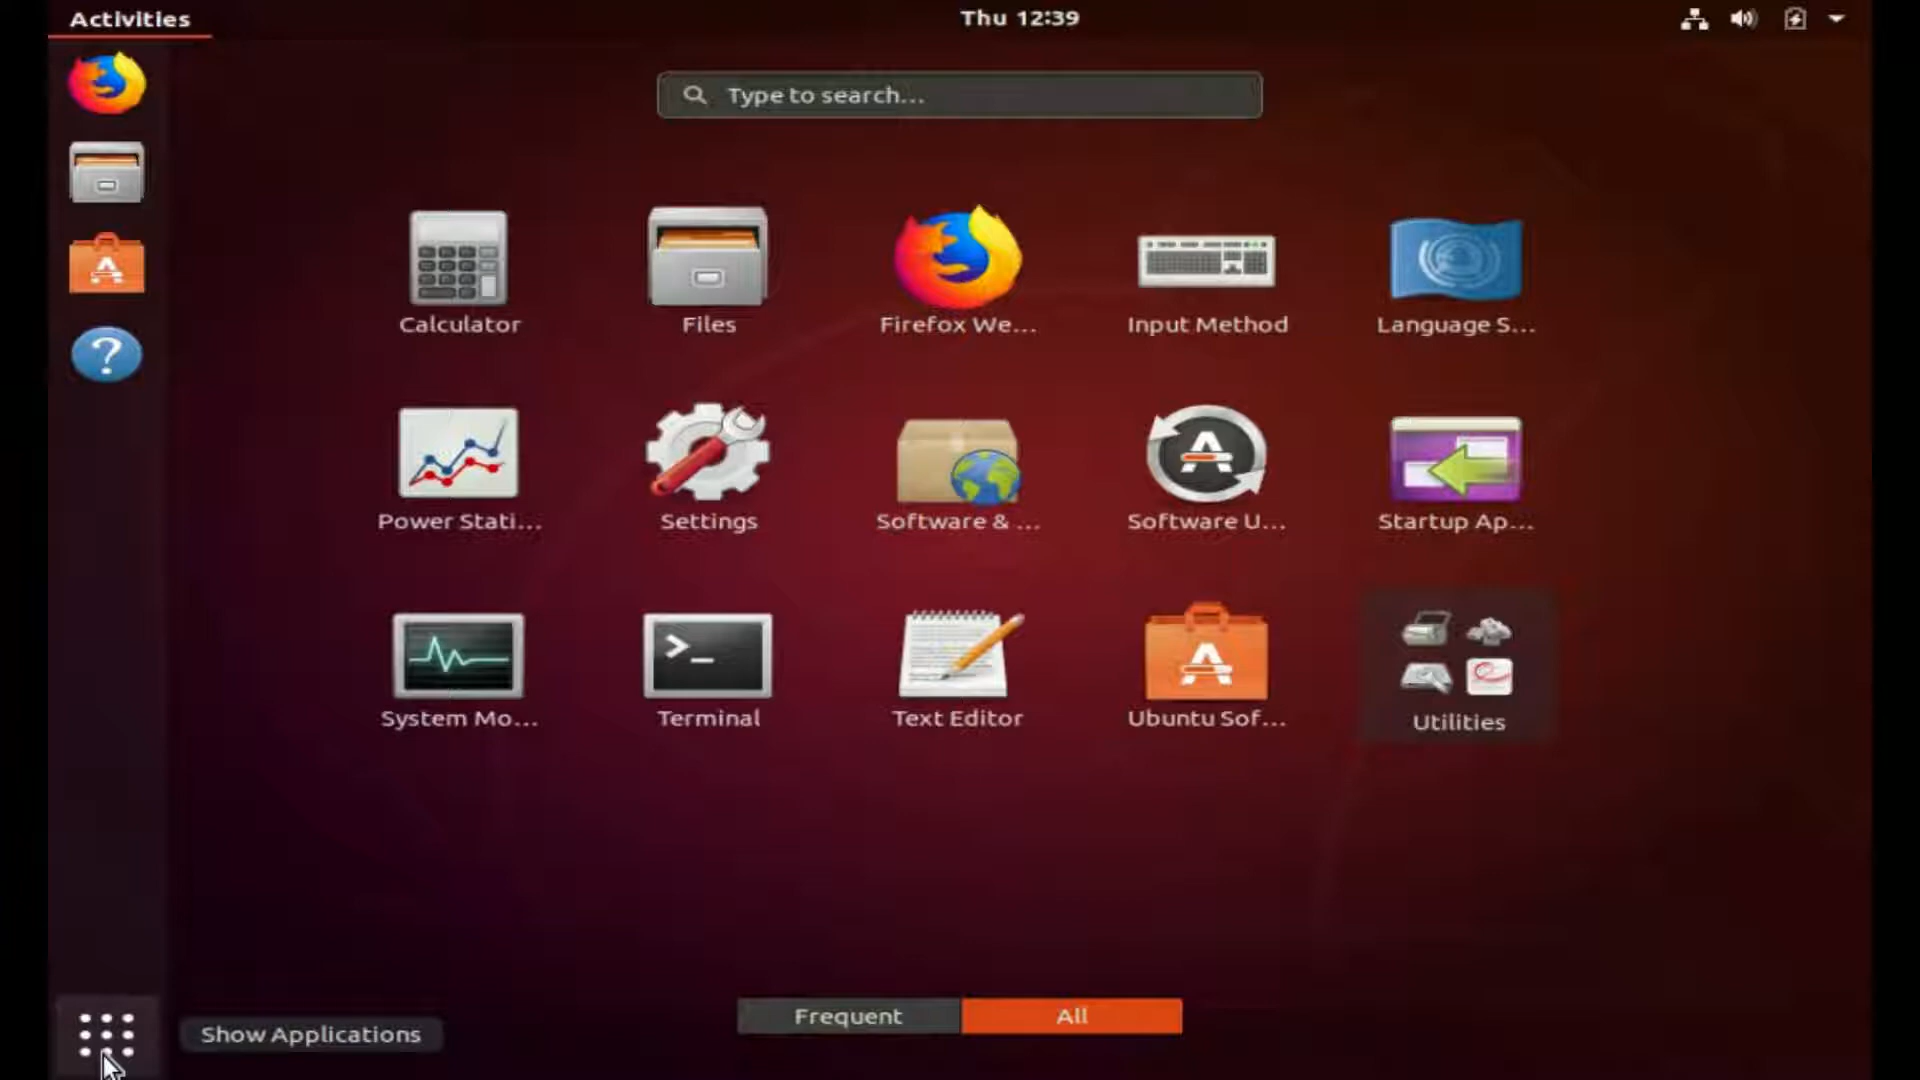 Activities
Thu 12:39
Type to search...
Calculator
Files
Firefox We...
Input Method
Language S...
Power Stati...
Settings
Software & ...
Software U...
Startup Ap...
System Mo...
Terminal
Text Editor
Ubuntu Sof...
Utilities
Frequent
All
Show Applications